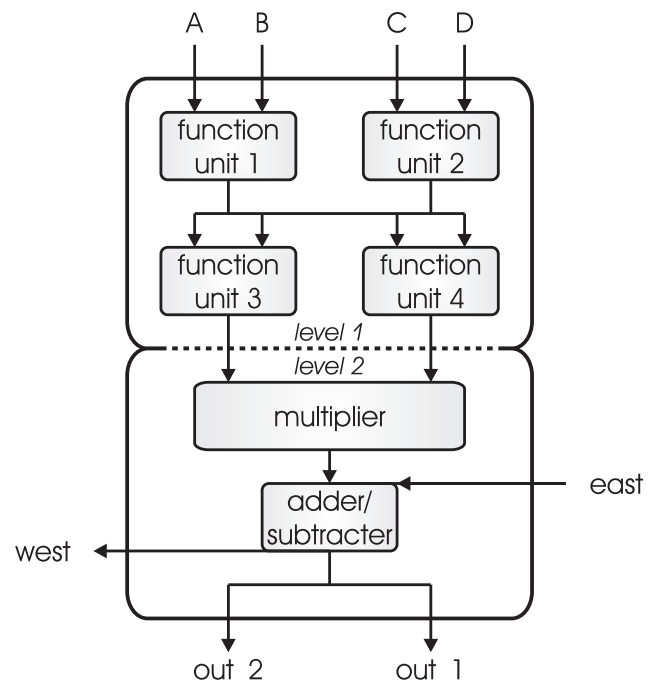 A B C D
function
unit 1
function
unit 2
function
unit 3
function
unit 4
level 1
level 2
multiplier
east
adder/
subtracter
west
out 2
out 1